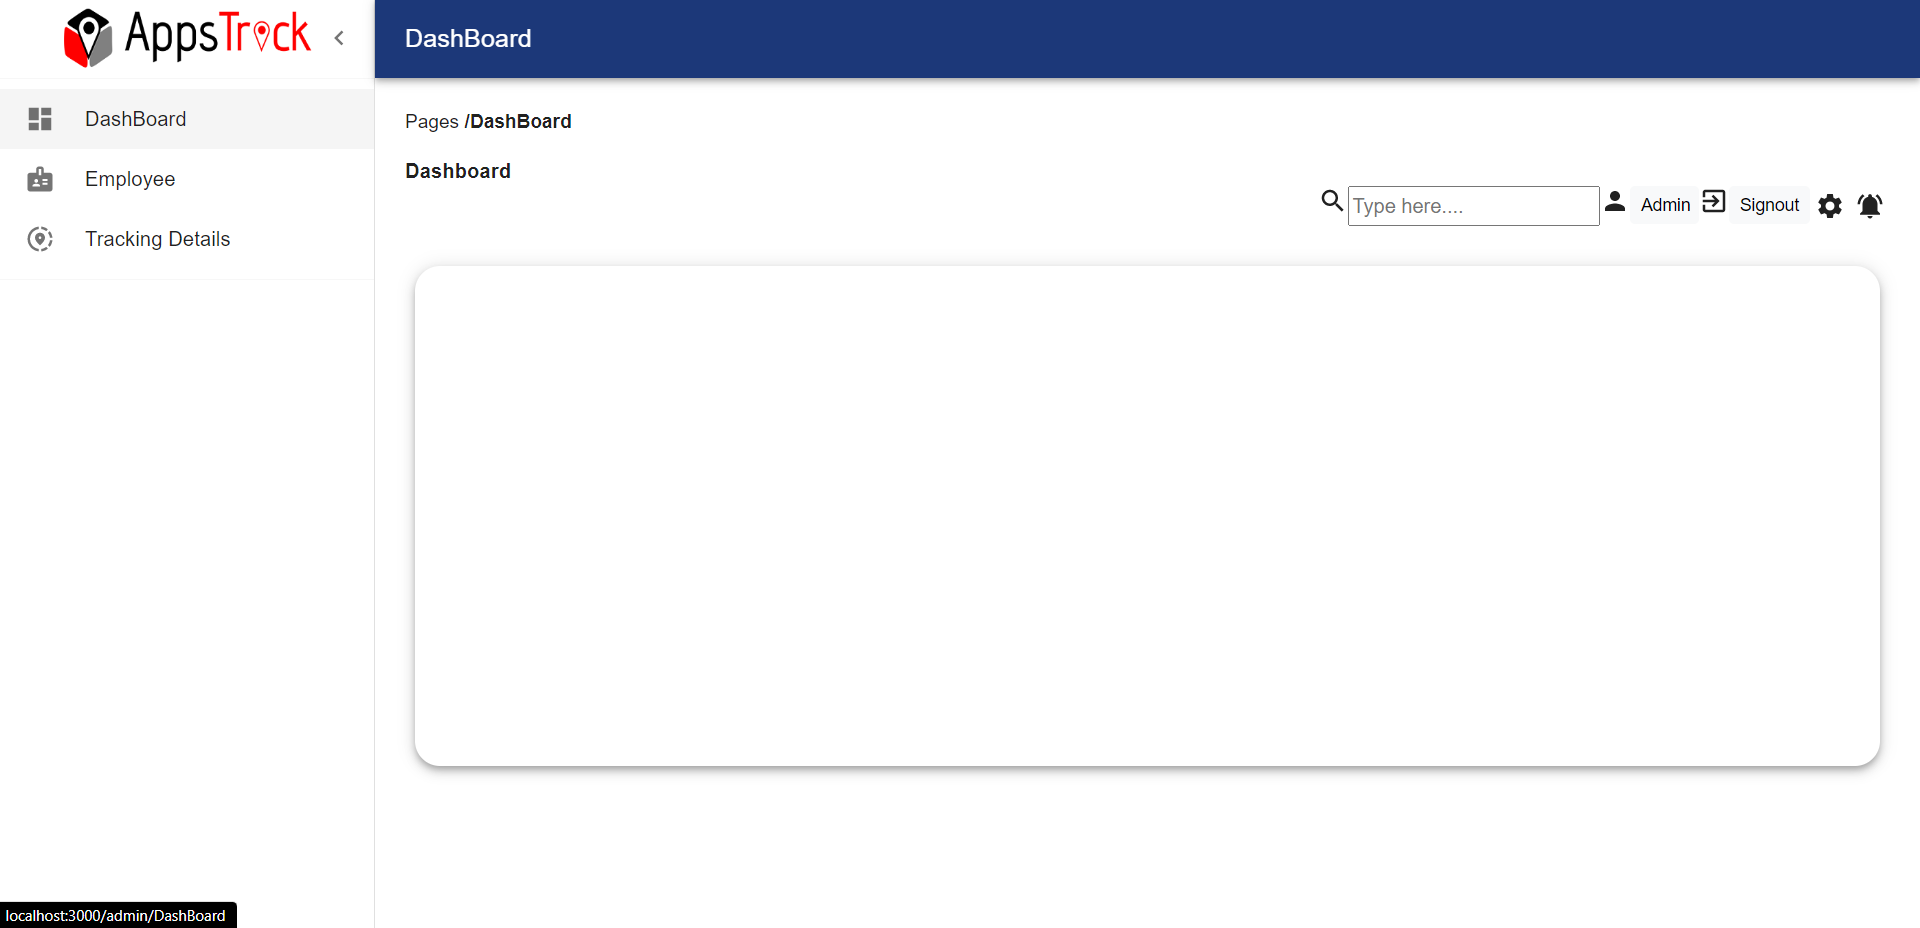 AppsTrack
DashBoard
DashBoard
Employee
Tracking Details
Pages /DashBoard
Dashboard
Type here....
Admin
Signout
localhost:3000/admin/DashBoard